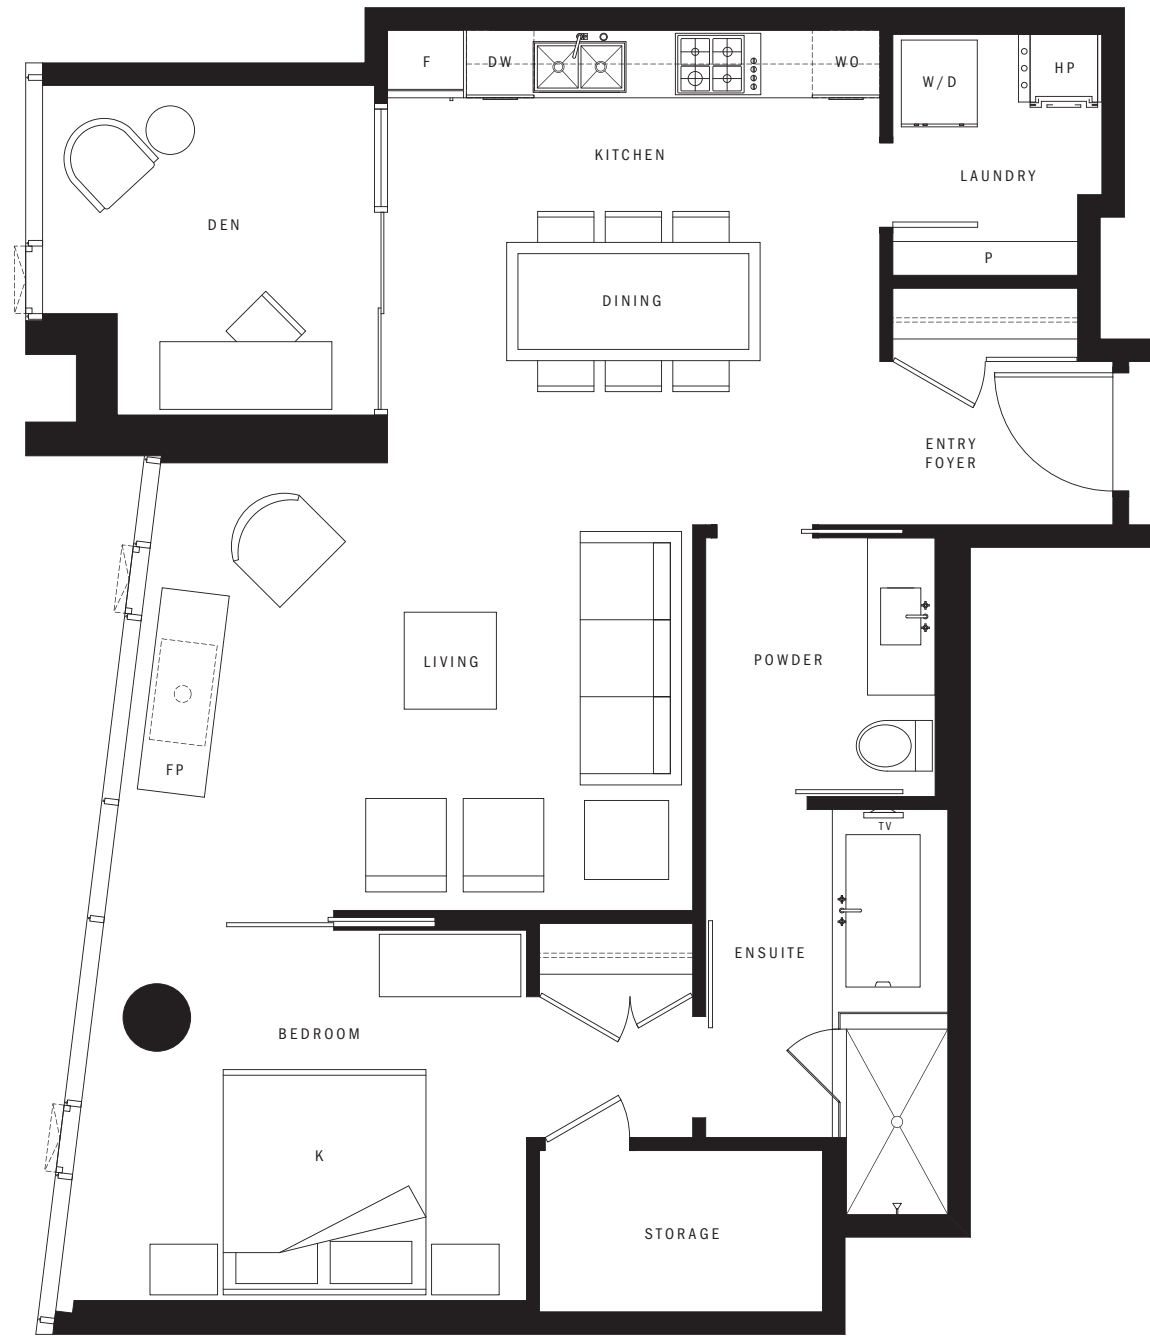 F
DW
WO
W/D
HP
KITCHEN
LAUNDRY
DEN
P
DINING
ENTRY
FOYER
LIVING
POWDER
FP
TV
ENSUITE
BEDROOM
K
STORAGE